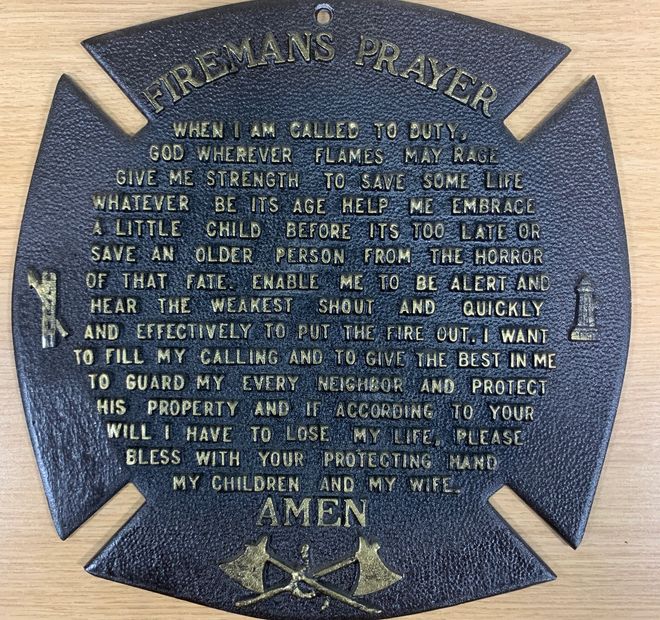 FIREMANS PRAYER
WHEN I AM CALLED TO DUTY,
GOD WHEREVER FLAMES MAY RAGE
GIVE ME STRENGTH TO SAVE SOME LIFE
WHATEVER BE ITS AGE HELP ME EMBRACE
A LITTLE CHILD BEFORE ITS TOO LATE OR
SAVE AN OLDER PERSON FROM THE HORROR
OF THAT FATE. ENABLE ME TO BE ALERT AND
HEAR THE WEAKEST SHOUT AND QUICKLY
AND EFFECTIVELY TO PUT THE FIRE OUT. I WANT
TO FILL MY CALLING AND TO GIVE THE BEST IN ME
TO GUARD MY EVERY NEIGHBOR AND PROTECT
HIS PROPERTY AND IF ACCORDING TO YOUR
WILL I HAVE TO LOSE MY LIFE, PLEASE
BLESS WITH YOUR PROTECTING HAND
MY CHILDREN AND MY WIFE.
AMEN